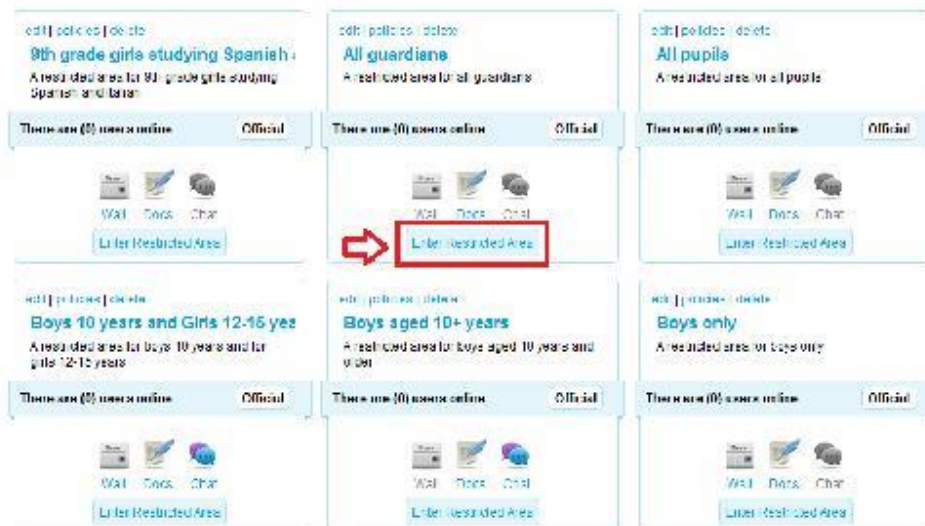 edit | policies | delete
9th grade girls studying Spanish
A restricted area for 9th grade girls studying
Spanish and Italian
There are (0) users online Official
Wall Docs Chat
Enter Restricted Area
edit | policies | delete
All guardians
A restricted area for all guardians
There are (0) users online Official
Wall Docs Chat
Enter Restricted Area
edit | policies | delete
All pupils
A restricted area for all pupils
There are (0) users online Official
Wall Docs Chat
Enter Restricted Area
edit | policies | delete
Boys 10 years and Girls 12-15 yea
A restricted area for boys 10 years and for
girls 12-15 years
There are (0) users online Official
Wall Docs Chat
Enter Restricted Area
edit | policies | delete
Boys aged 10+ years
A restricted area for boys aged 10 years and
older
There are (0) users online Official
Wall Docs Chat
Enter Restricted Area
edit | policies | delete
Boys only
A restricted area for boys only
There are (0) users online Official
Wall Docs Chat
Enter Restricted Area